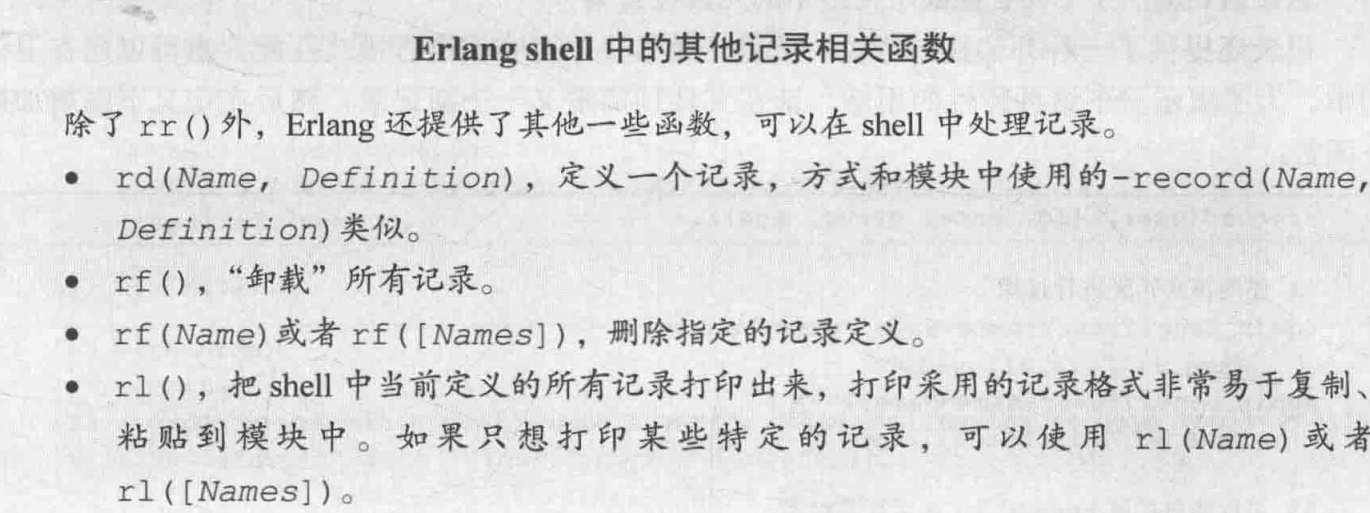 Erlang shell 中的其他记录相关函数
除了 rr()外，Erlang 还提供了其他一些函数，可以在 shell 中处理记录。
● rd(Name, Definition)，定义一个记录，方式和模块中使用的-record(Name,
Definition)类似。
● rf()，“卸载”所有记录。
● rf(Name)或者 rf([Names])，删除指定的记录定义。
● rl()，把 shell 中当前定义的所有记录打印出来，打印采用的记录格式非常易于复制、
粘贴到模块中。如果只想打印某些特定的记录，可以使用 rl(Name)或者
rl([Names])。